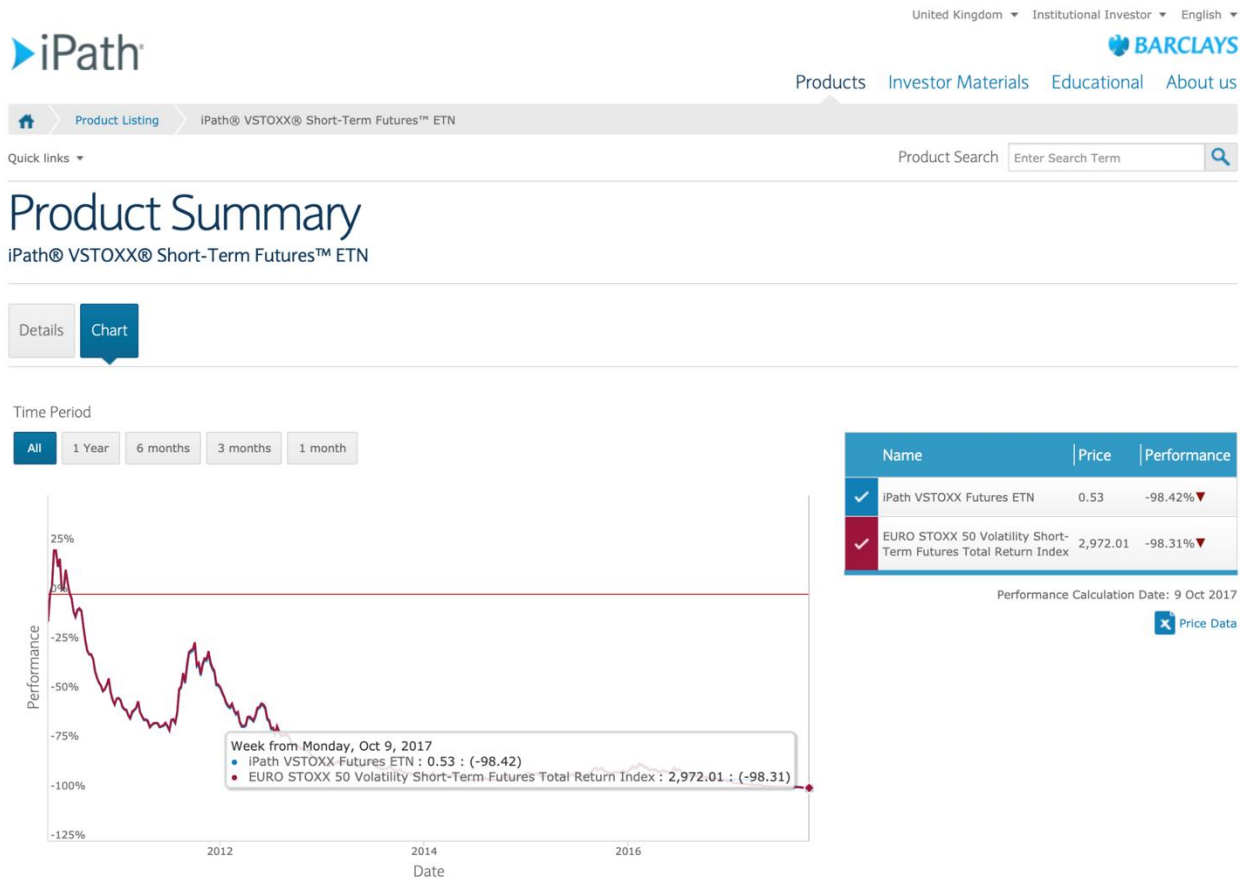 United Kingdom Institutional Investor English
iPath®
BARCLAYS
Products Investor Materials Educational About us
Product Listing iPath® VSTOXX® Short-Term Futures™ ETN
Quick links Product Search Enter Search Term
Product Summary
iPath® VSTOXX® Short-Term Futures™ ETN
Details Chart
Time Period
All 1 Year 6 months 3 months 1 month
Name Price Performance
iPath VSTOXX Futures ETN 0.53 -98.42%▼
EURO STOXX 50 Volatility Short-
Term Futures Total Return Index 2,972.01 -98.31%▼
Performance Calculation Date: 9 Oct 2017
Price Data
Performance
25%
0%
-25%
-50%
-75%
-100%
-125%
Week from Monday, Oct 9, 2017
• iPath VSTOXX Futures ETN : 0.53 : (-98.42)
• EURO STOXX 50 Volatility Short-Term Futures Total Return Index : 2,972.01 : (-98.31)
2012 2014 2016
Date